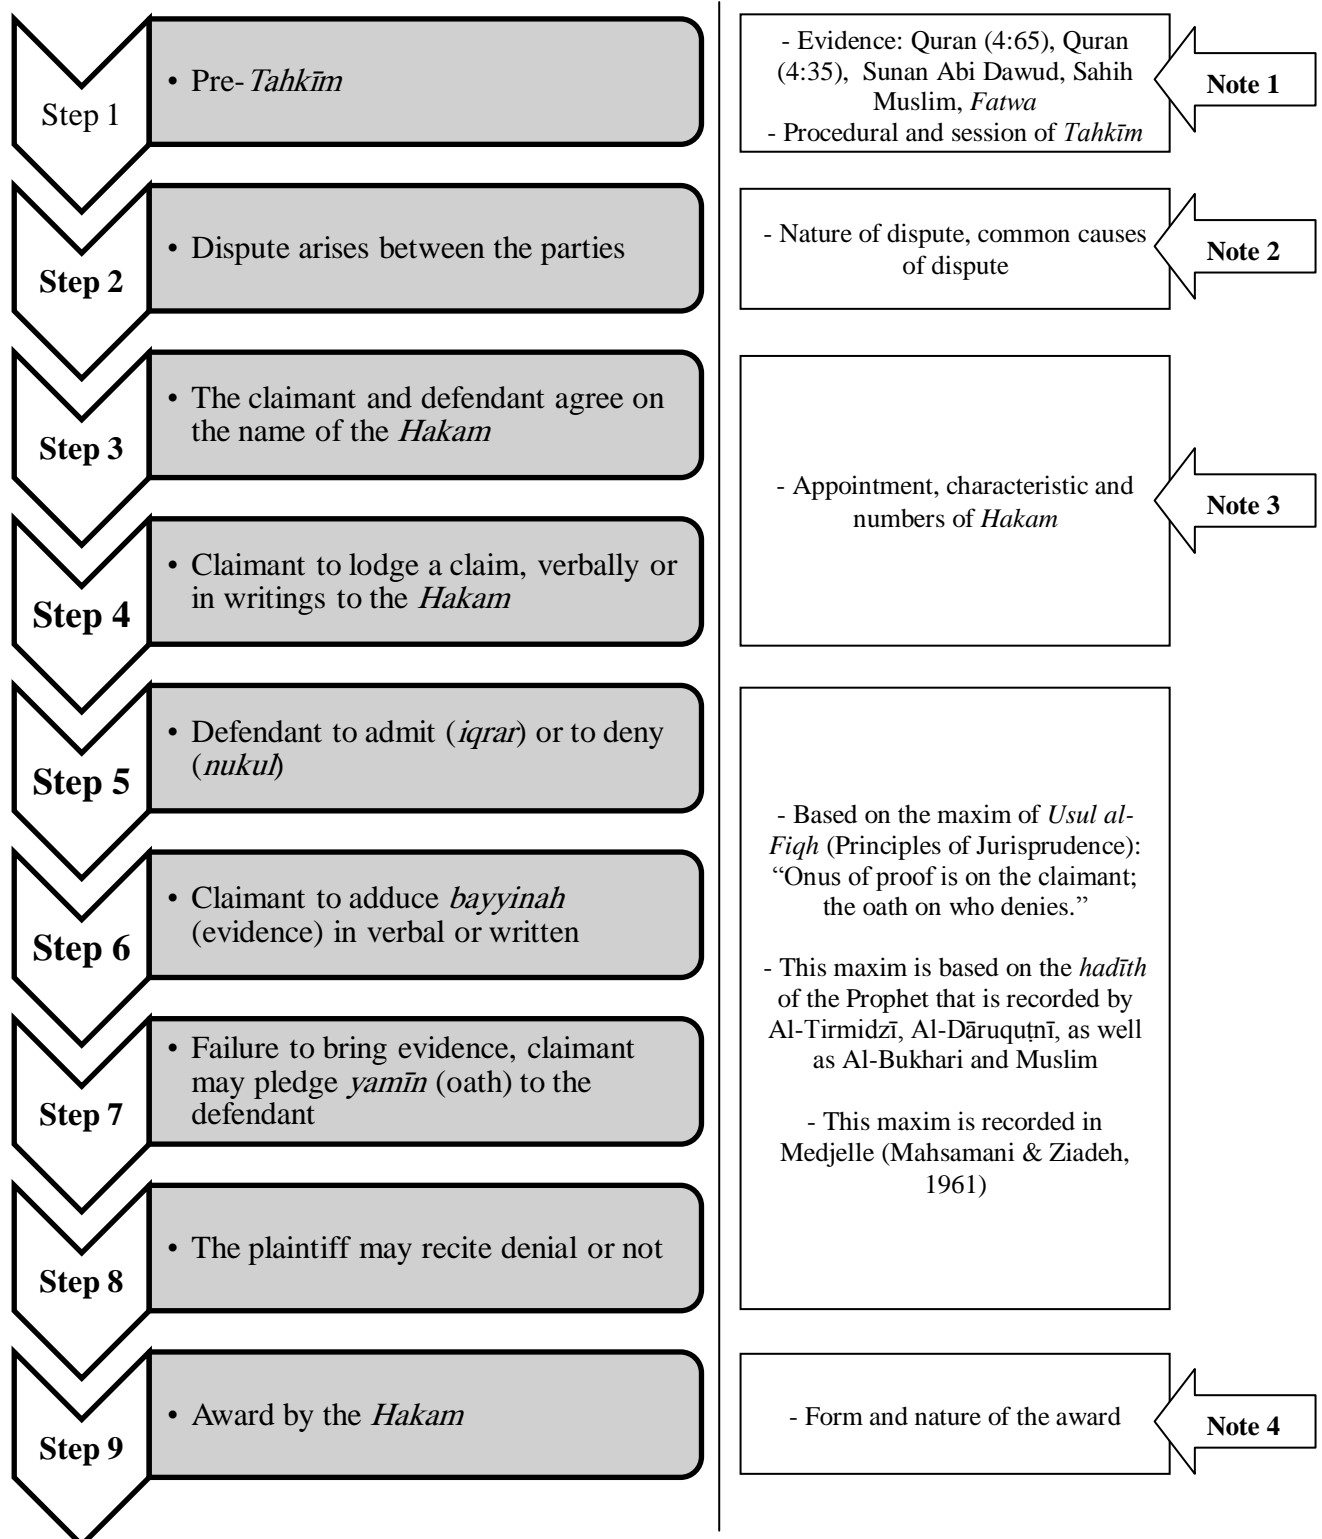 Step 1
• Pre-Tahkīm
- Evidence: Quran (4:65), Quran
(4:35), Sunan Abi Dawud, Sahih
Muslim, Fatwa
- Procedural and session of Tahkīm
Note 1
Step 2
• Dispute arises between the parties
- Nature of dispute, common causes
of dispute
Note 2
Step 3
• The claimant and defendant agree on
the name of the Hakam
Step 4
• Claimant to lodge a claim, verbally or
in writings to the Hakam
- Appointment, characteristic and
numbers of Hakam
Note 3
Step 5
• Defendant to admit (iqrar) or to deny
(nukul)
Step 6
• Claimant to adduce bayyinah
(evidence) in verbal or written
Step 7
• Failure to bring evidence, claimant
may pledge yamīn (oath) to the
defendant
Step 8
• The plaintiff may recite denial or not
- Based on the maxim of Usul al-
Fiqh (Principles of Jurisprudence):
“Onus of proof is on the claimant;
the oath on who denies.”
- This maxim is based on the hadīth
of the Prophet that is recorded by
Al-Tirmidzī, Al-Dāruquṭnī, as well
as Al-Bukhari and Muslim
- This maxim is recorded in
Medjelle (Mahsamani & Ziadeh,
1961)
Step 9
• Award by the Hakam
- Form and nature of the award
Note 4